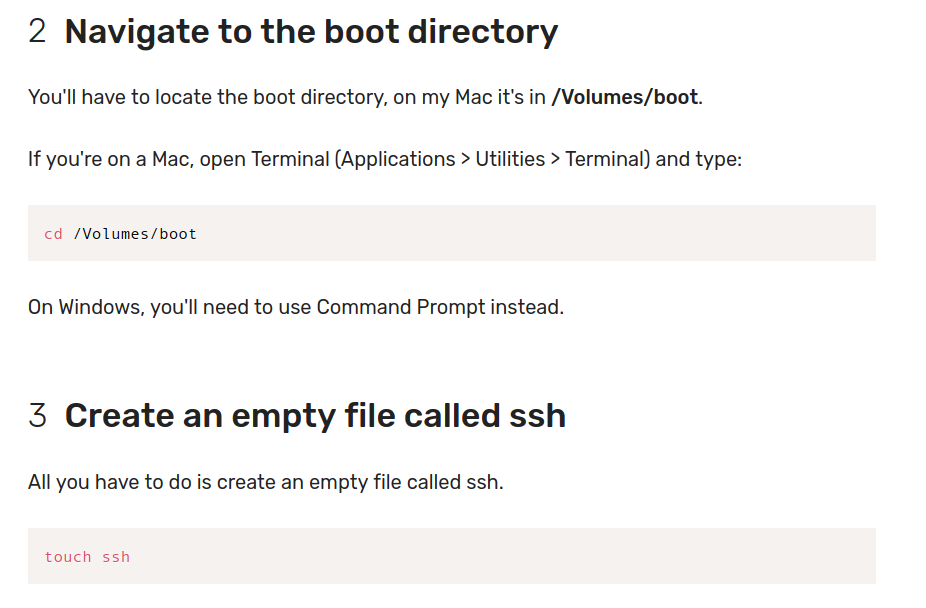 2 Navigate to the boot directory
You'll have to locate the boot directory, on my Mac it's in /Volumes/boot.
If you're on a Mac, open Terminal (Applications > Utilities > Terminal) and type:
cd /Volumes/boot
On Windows, you'll need to use Command Prompt instead.
3 Create an empty file called ssh
All you have to do is create an empty file called ssh.
touch ssh